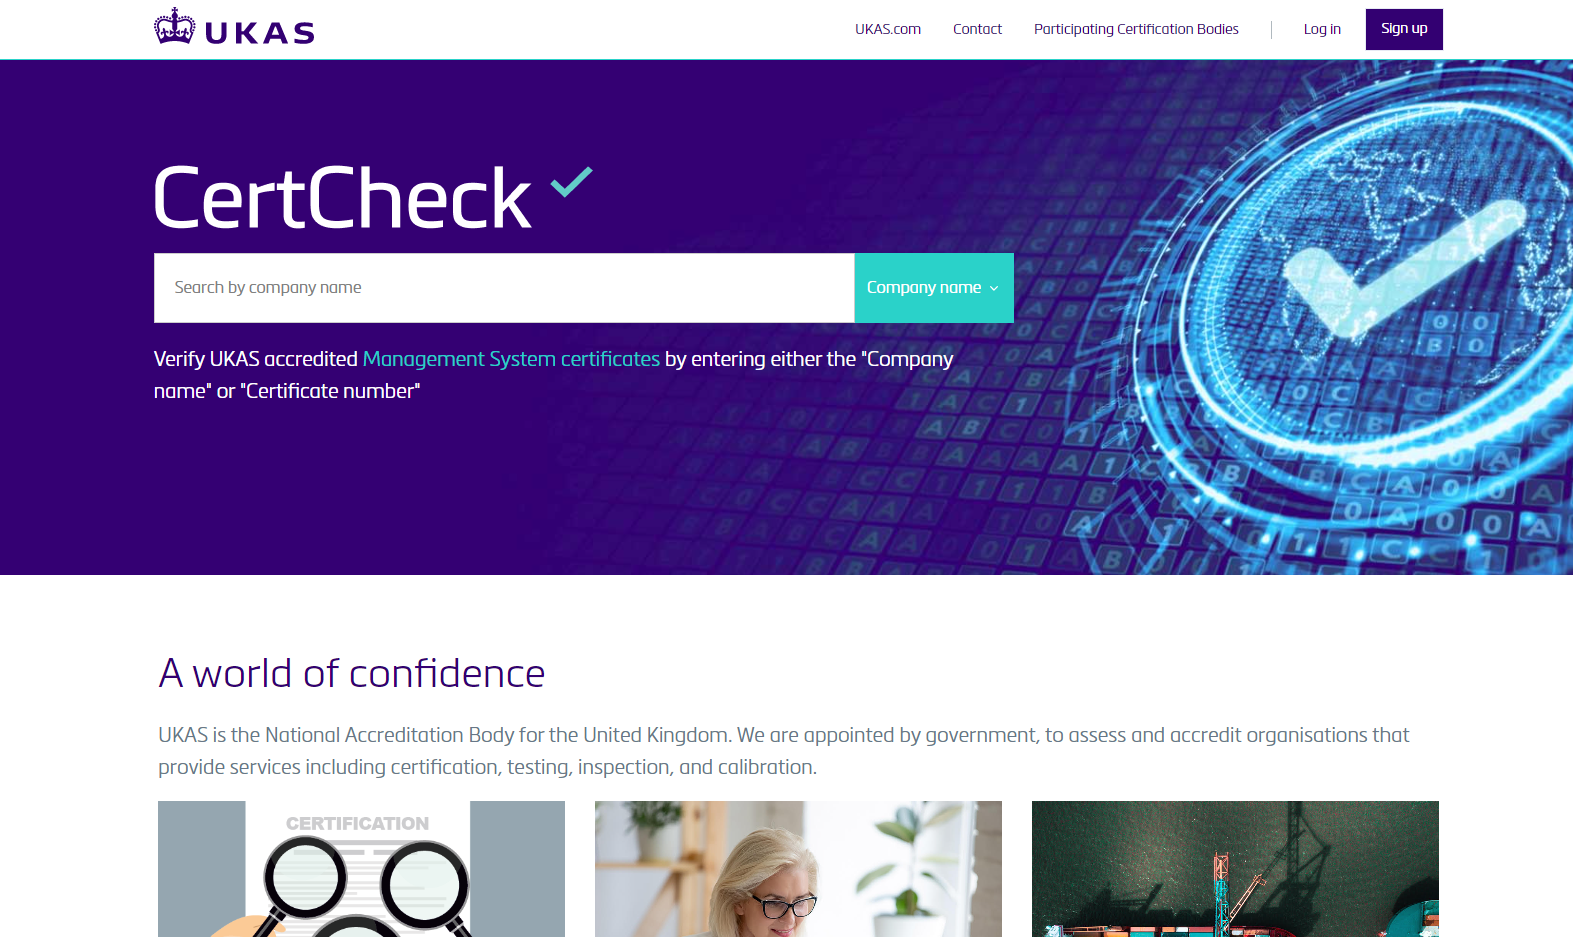 UKAS
UKAS.com
Contact
Participating Certification Bodies
Log in
Sign up
CertCheck
Search by company name
Company name
Verify UKAS accredited Management System certificates by entering either the "Company
name" or "Certificate number"
A world of confidence
UKAS is the National Accreditation Body for the United Kingdom. We are appointed by government, to assess and accredit organisations that
provide services including certification, testing, inspection, and calibration.
CERTIFICATION